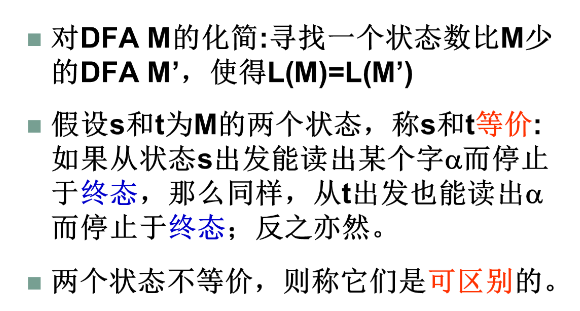 对DFA M的化简:寻找一个状态数比M少
的DFA M’，使得L(M)=L(M’)
假设s和t为M的两个状态，称s和t等价:
如果从状态s出发能读出某个字α而停止
于终态，那么同样，从t出发也能读出α
而停止于终态；反之亦然。
两个状态不等价，则称它们是可区别的。